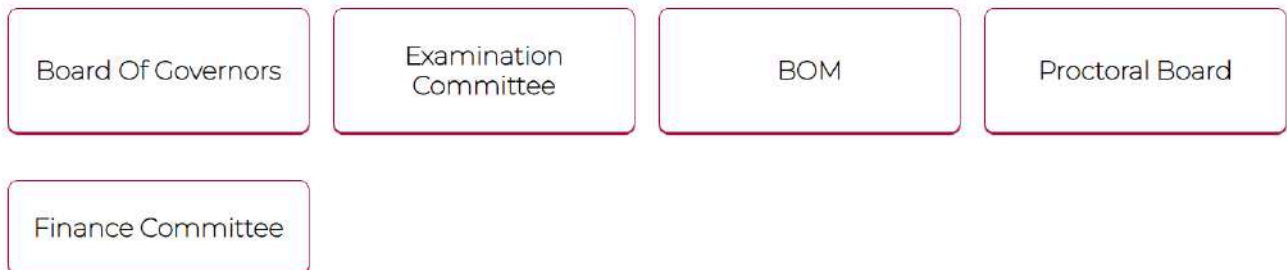 Board Of Governors
Examination
Committee
BOM
Proctoral Board
Finance Committee